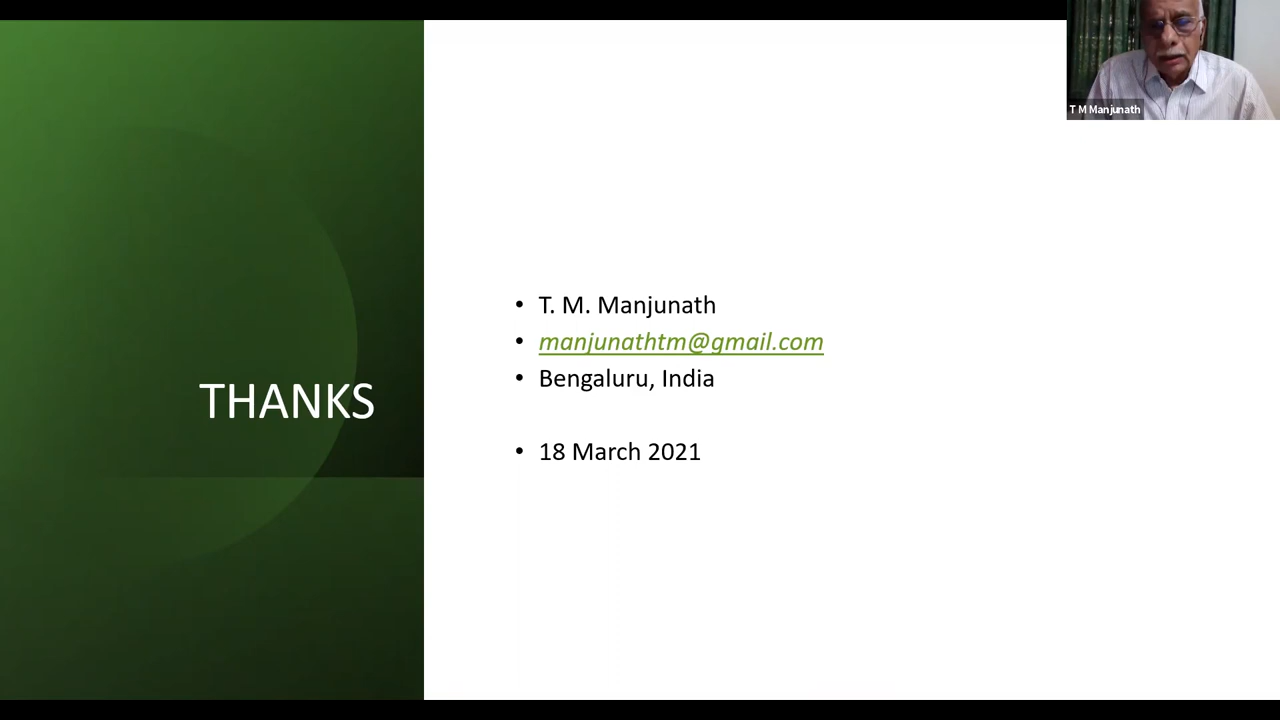 T M Manjunath
THANKS
• T. M. Manjunath
• manjunathtm@gmail.com
• Bengaluru, India
• 18 March 2021